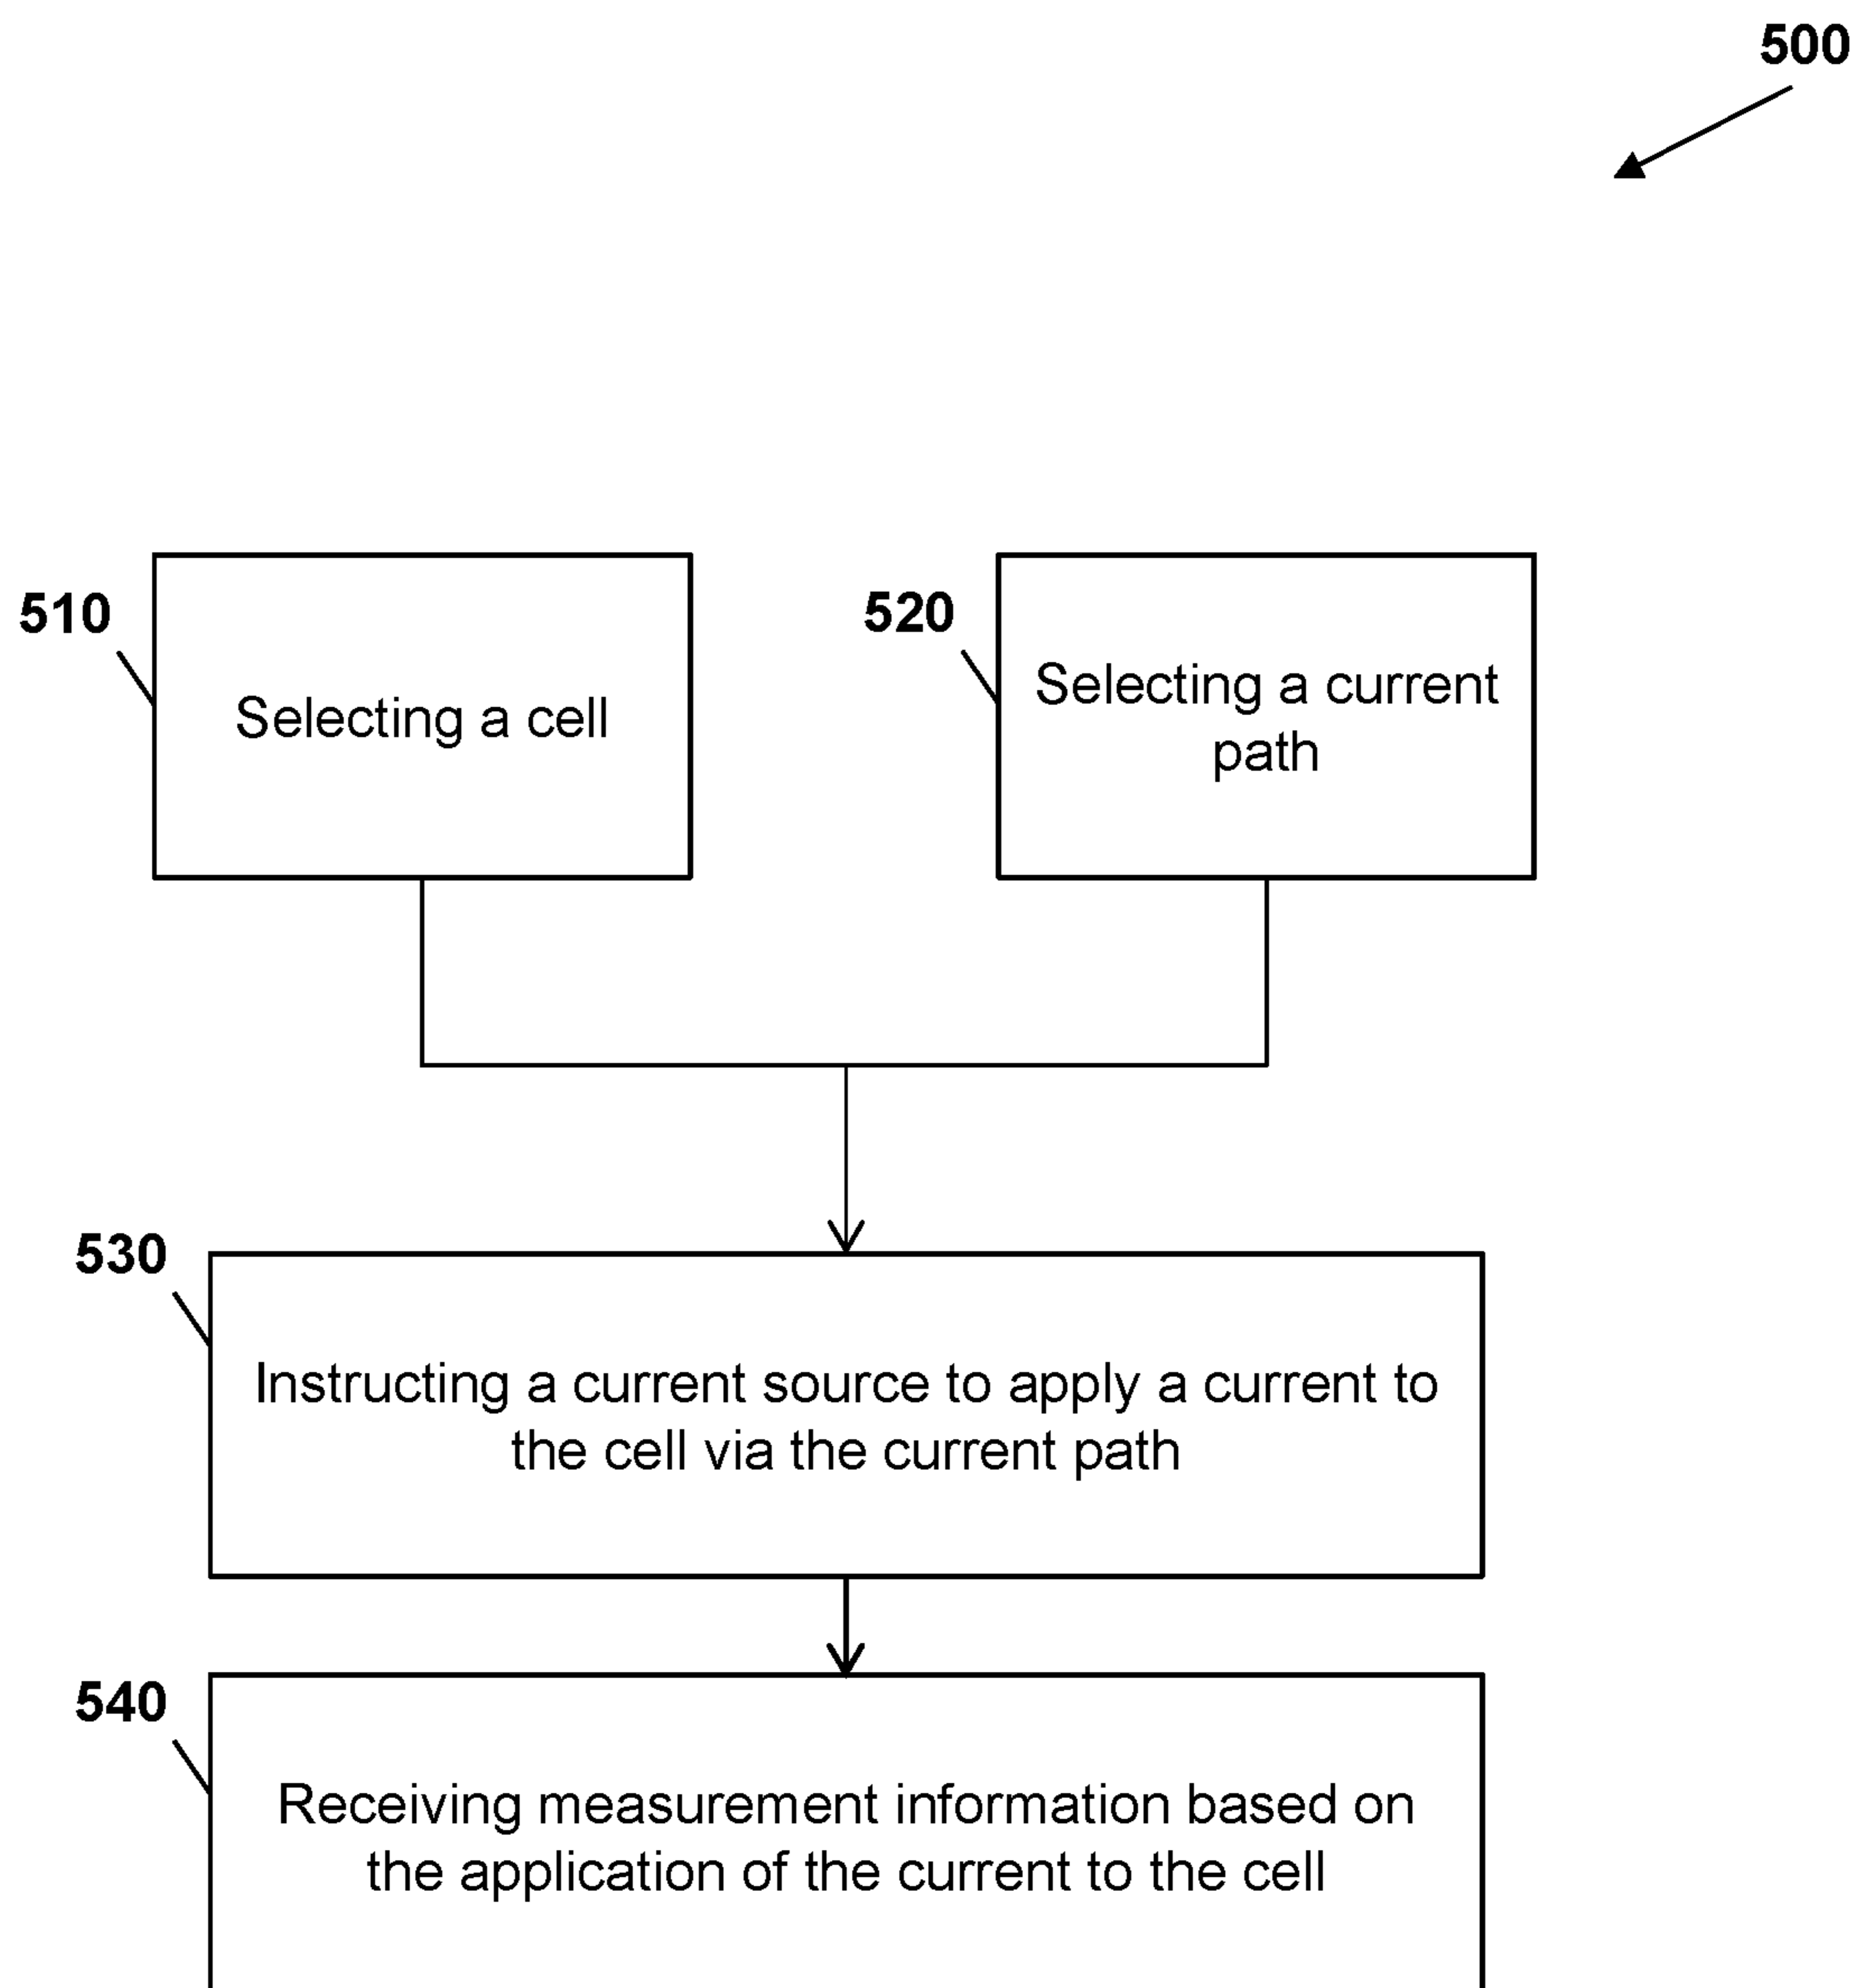 500
510
Selecting a cell
520
Selecting a current
path
530
Instructing a current source to apply a current to
the cell via the current path
540
Receiving measurement information based on
the application of the current to the cell